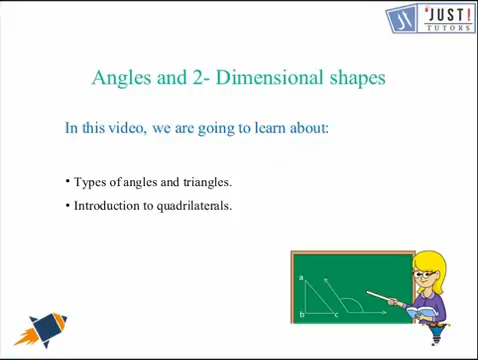 'JUST!
TUTORS
Angles and 2- Dimensional shapes
In this video, we are going to learn about:
• Types of angles and triangles.
• Introduction to quadrilaterals.
a
b
c